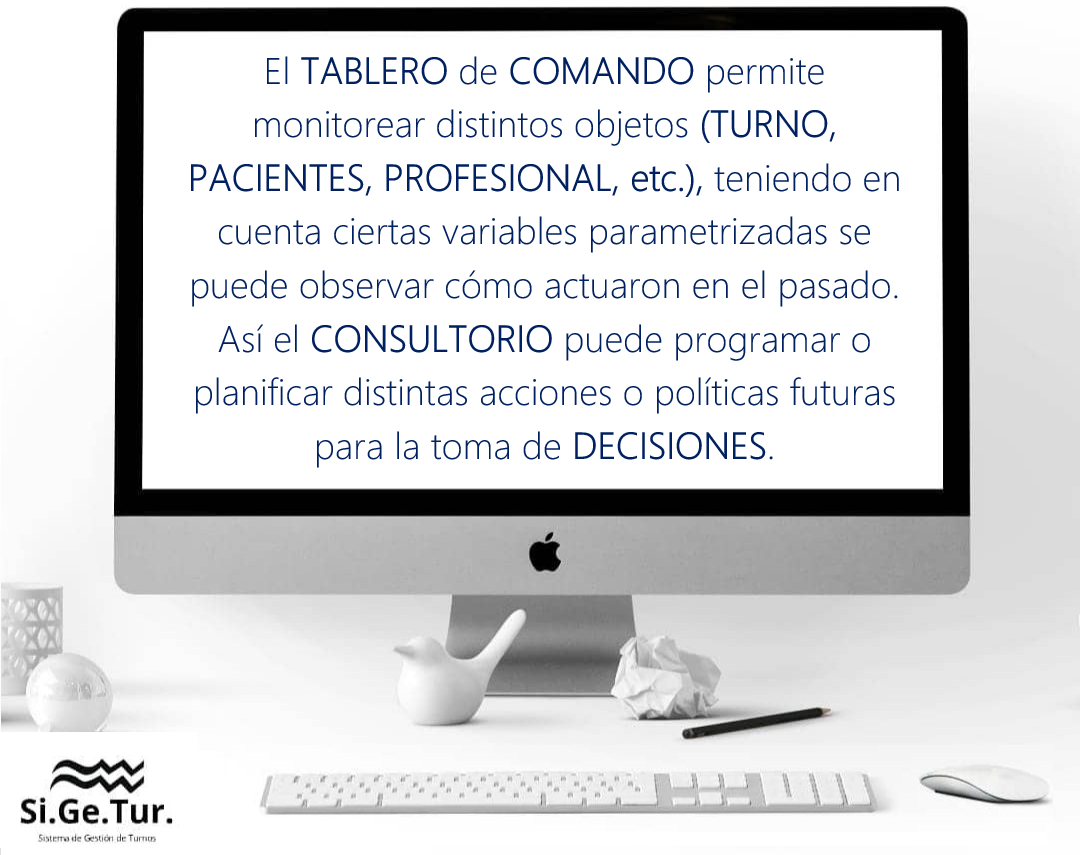 El TABLERO de COMANDO permite
monitorear distintos objetos (TURNO,
PACIENTES, PROFESIONAL, etc.), teniendo en
cuenta ciertas variables parametrizadas se
puede observar cómo actuaron en el pasado.
Así el CONSULTORIO puede programar o
planificar distintas acciones o políticas futuras
para la toma de DECISIONES.
Si.Ge.Tur.
Sistema de Gestión de Turnos